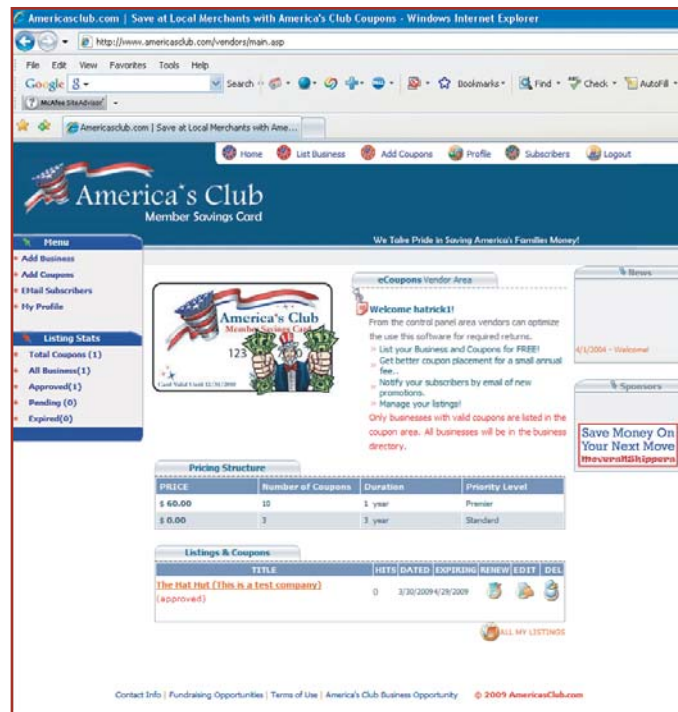 Americasclub.com | Save at Local Merchants with America's Club Coupons - Windows Internet Explorer
http://www.americasclub.com/vendors/main.asp
File Edit View Favorites Tools Help
Google Search Bookmarks Find Check AutoFill
McAfee SiteAdvisor
Americasclub.com | Save at Local Merchants with Ame...
Home List Business Add Coupons Profile Subscribers Logout
America's Club
Member Savings Card
We Take Pride in Saving America's Families Money!
Menu
Add Business
Add Coupons
EMail Subscribers
My Profile
Listing Stats
Total Coupons (1)
All Business(1)
Approved(1)
Pending (0)
Expired(0)
America's Club
Member Savings Card
123
Card Valid Until 12/31/2010
eCoupons Vendor Area
Welcome hatrick1!
From the control panel area vendors can optimize
the use this software for required returns.
List your Business and Coupons for FREE!
Get better coupon placement for a small annual
fee..
Notify your subscribers by email of new
promotions.
Manage your listings!
Only businesses with valid coupons are listed in the
coupon area. All businesses will be in the business
directory.
News
4/1/2004 - Welcome!
Sponsors
Save Money On
Your Next Move
moverallShippers
Pricing Structure
PRICE Number of Coupons Duration Priority Level
$ 60.00 10 1 year Premier
$ 0.00 3 3 year Standard
Listings & Coupons
TITLE HITS DATED EXPIRING RENEW EDIT DEL
The Hat Hut (This is a test company)
(approved) 0 3/30/2009 4/29/2009
ALL MY LISTINGS
Contact Info | Fundraising Opportunities | Terms of Use | America's Club Business Opportunity © 2009 AmericasClub.com